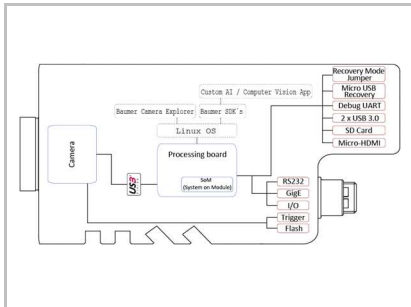 Recovery Mode
Jumper
Custom AI / Computer Vision App
Micro USB
Recovery
Baumer Camera Explorer
Baumer SDK's
Debug UART
2 x USB 3.0
Linux OS
SD Card
Micro-HDMI
Camera
Processing board
USB3
SoM
(System on Module)
RS232
GigE
I/O
Trigger
Flash